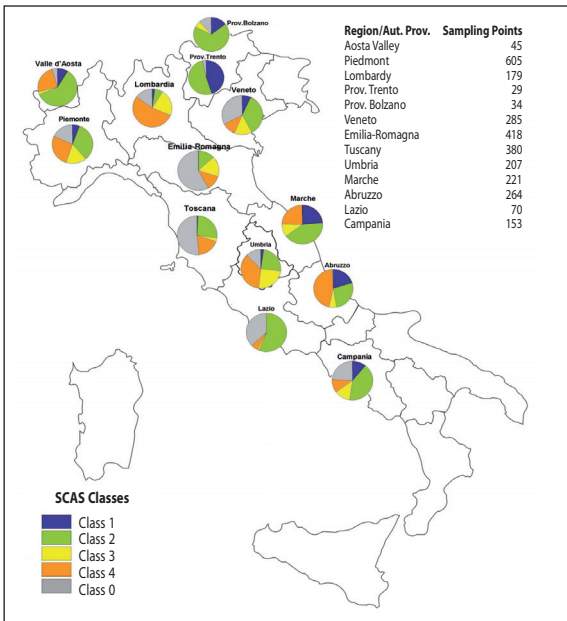 Prov.Bolzano
Region/Aut. Prov. Sampling Points
Aosta Valley 45
Piedmont 605
Lombardy 179
Prov. Trento 29
Prov. Bolzano 34
Veneto 285
Emilia-Romagna 418
Tuscany 380
Umbria 207
Marche 221
Abruzzo 264
Lazio 70
Campania 153
Valle d'Aosta
Prov.Trento
Lombardia
Veneto
Piemonte
Emilia-Romagna
Marche
Toscana
Umbria
Abruzzo
Lazio
Campania
SCAS Classes
Class 1
Class 2
Class 3
Class 4
Class 0